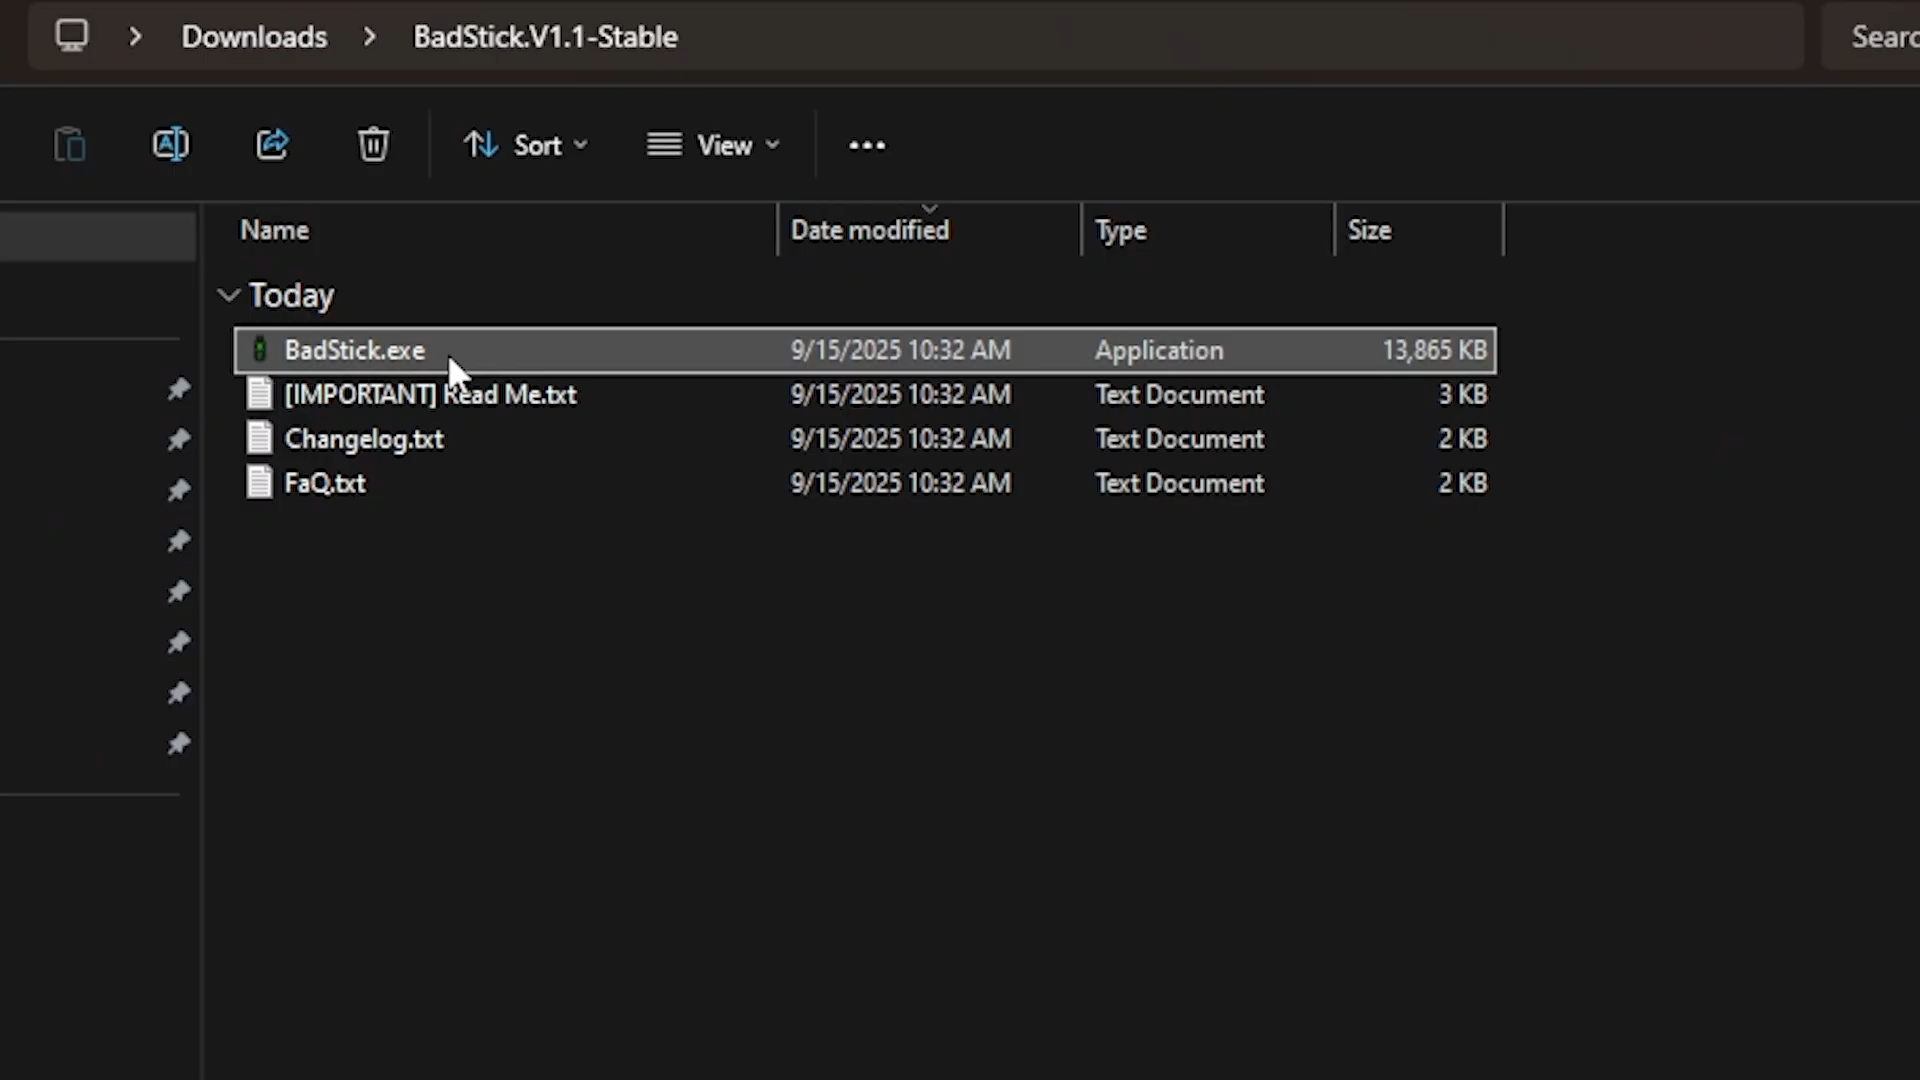 Downloads > BadStick.V1.1-Stable
Sort View
Name Date modified Type Size
Today
BadStick.exe 9/15/2025 10:32 AM Application 13,865 KB
[IMPORTANT] Read Me.txt 9/15/2025 10:32 AM Text Document 3 KB
Changelog.txt 9/15/2025 10:32 AM Text Document 2 KB
FaQ.txt 9/15/2025 10:32 AM Text Document 2 KB